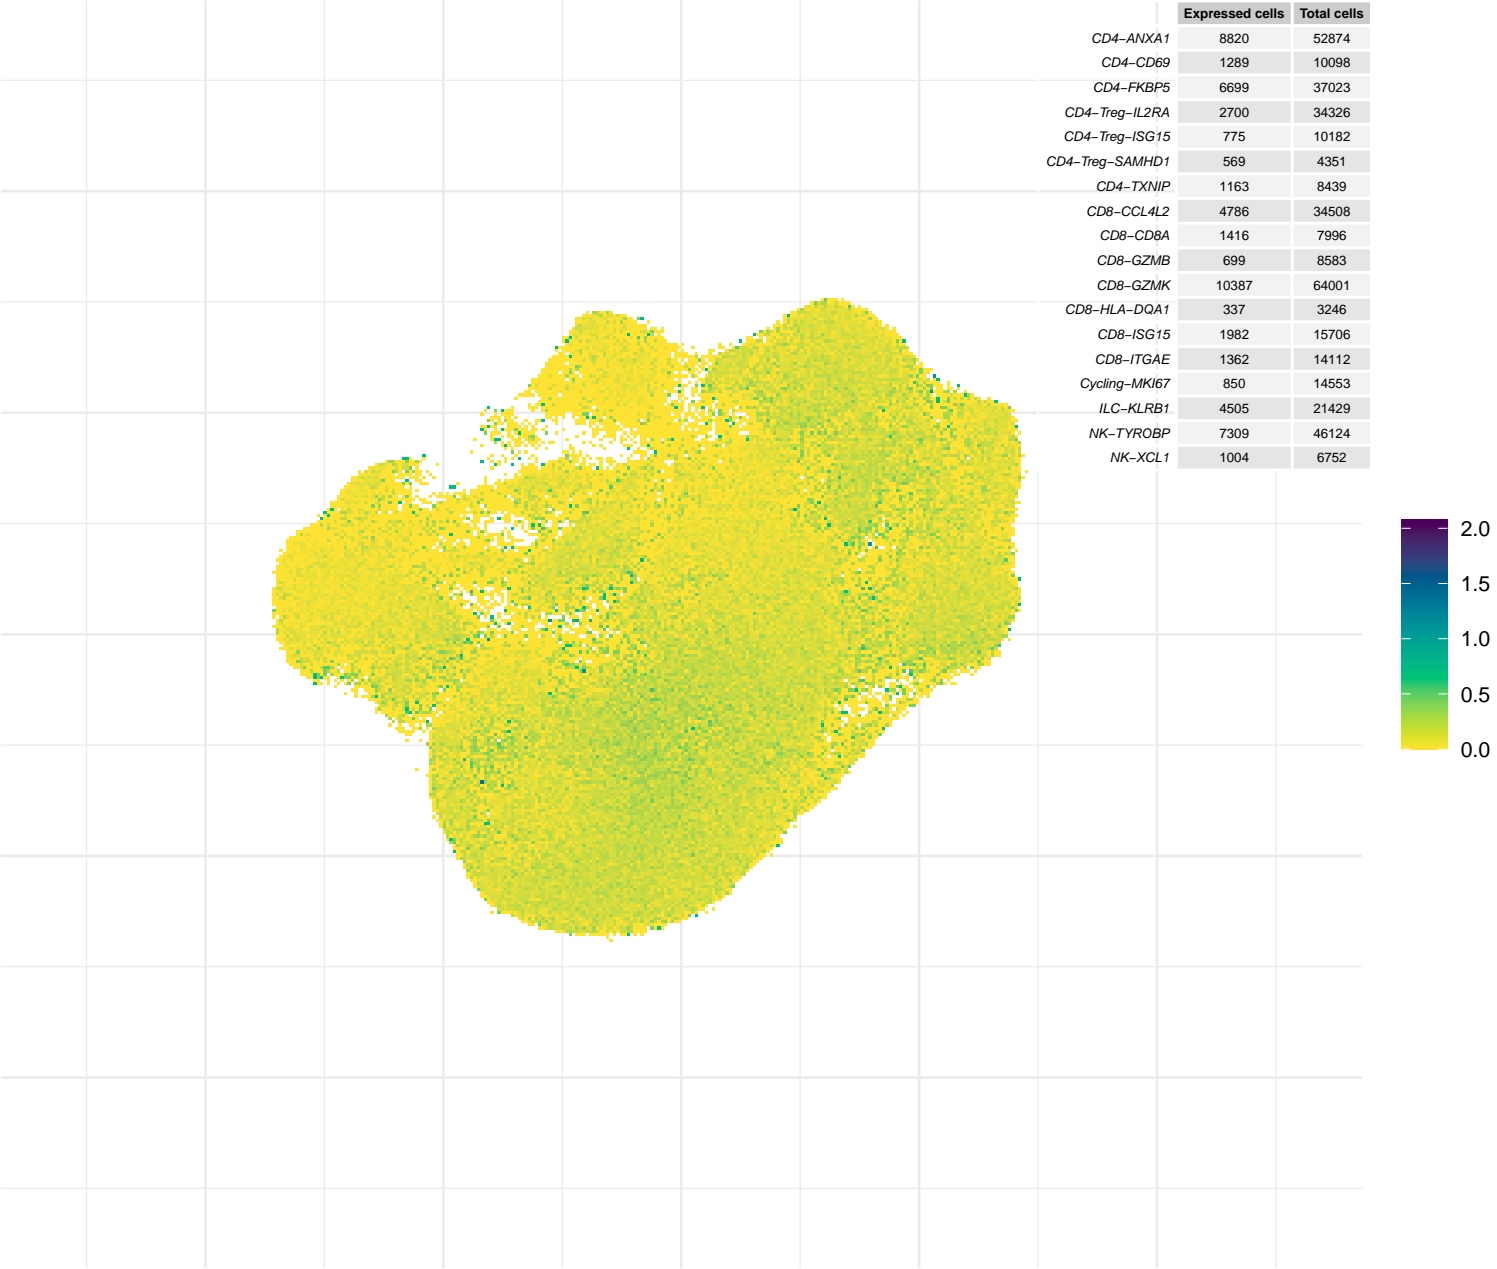 Expressed cells Total cells
CD4−ANXA1 8820 52874
CD4−CD69 1289 10098
CD4−FKBP5 6699 37023
CD4−Treg−IL2RA 2700 34326
CD4−Treg−ISG15 775 10182
CD4−Treg−SAMHD1 569 4351
CD4−TXNIP 1163 8439
CD8−CCL4L2 4786 34508
CD8−CD8A 1416 7996
CD8−GZMB 699 8583
CD8−GZMK 10387 64001
CD8−HLA−DQA1 337 3246
CD8−ISG15 1982 15706
CD8−ITGAE 1362 14112
Cycling−MKI67 850 14553
ILC−KLRB1 4505 21429
NK−TYROBP 7309 46124
NK−XCL1 1004 6752
2.0
1.5
1.0
0.5
0.0